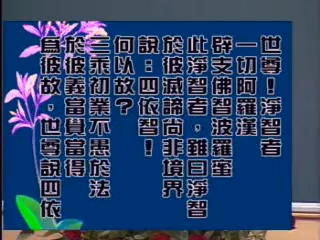 世尊!淨智者
一切阿羅漢
辟支佛智波羅蜜
此淨智者,雖曰淨智
於彼滅諦尚非境界
說:四依智!
何以故?
三乘初業不愚於法
於彼義當覺當得
為彼故,世尊說四依